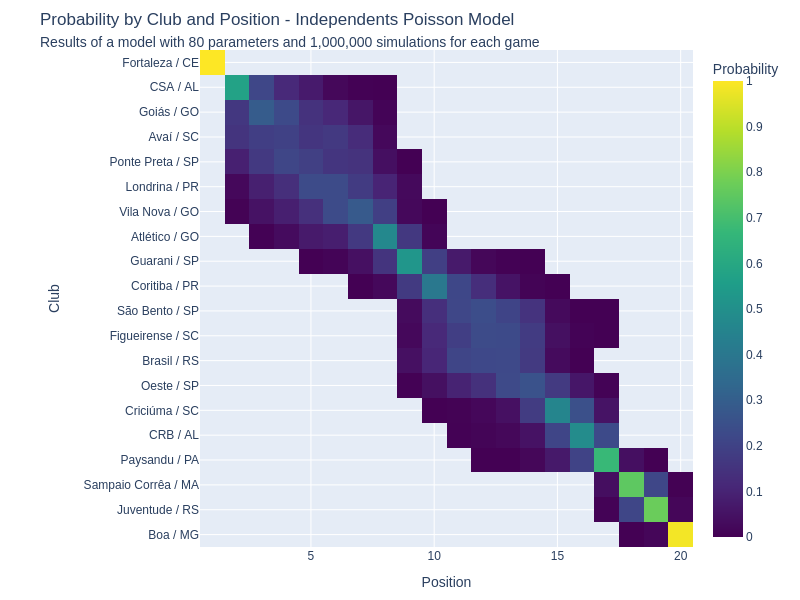 Probability by Club and Position - Independents Poisson Model
Results of a model with 80 parameters and 1,000,000 simulations for each game
Probability
Fortaleza / CE
CSA / AL
Goiás / GO
Avaí / SC
Ponte Preta / SP
Londrina / PR
Vila Nova / GO
Atlético / GO
Guarani / SP
Coritiba / PR
São Bento / SP
Figueirense / SC
Brasil / RS
Oeste / SP
Criciúma / SC
CRB / AL
Paysandu / PA
Sampaio Corrêa / MA
Juventude / RS
Boa / MG
Club
5
10
15
20
Position
1
0.9
0.8
0.7
0.6
0.5
0.4
0.3
0.2
0.1
0